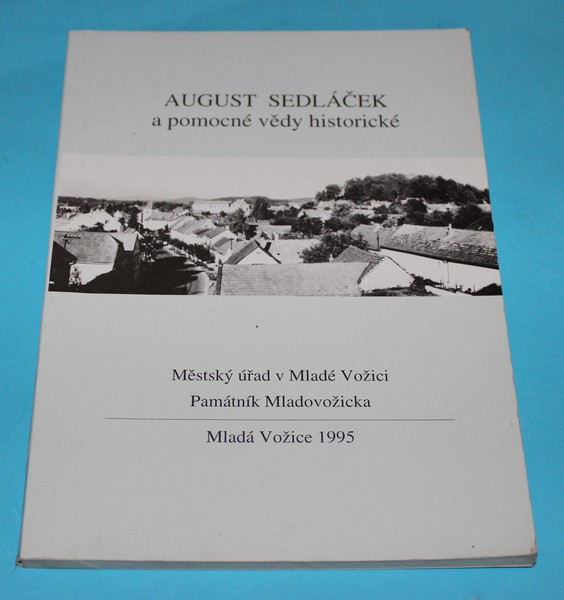 AUGUST SEDLÁČEK
a pomocné vědy historické
Městský úřad v Mladé Vožici
Památník Mladovožicka
Mladá Vožice 1995